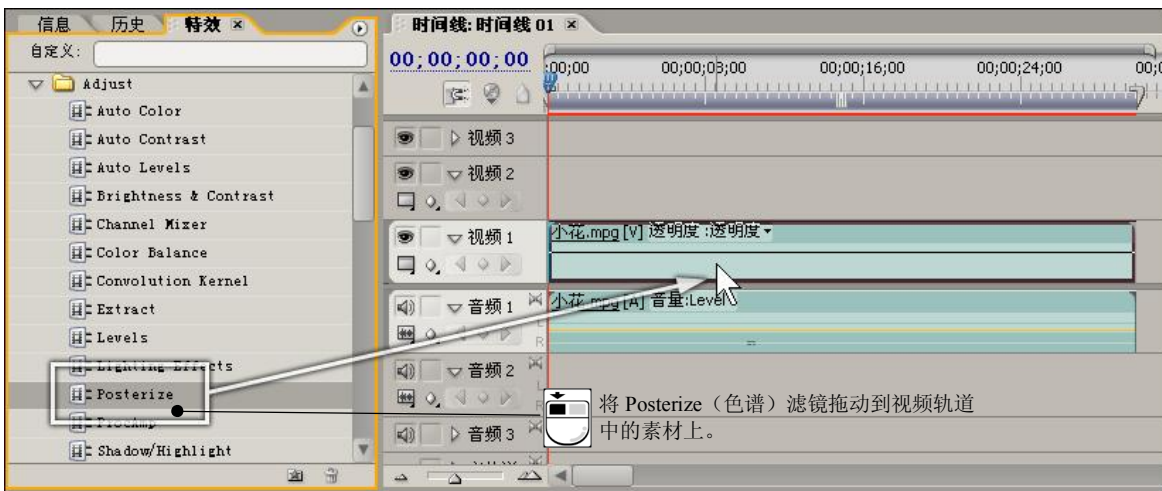 信息 历史 特效
自定义:
Adjust
Auto Color
Auto Contrast
Auto Levels
Brightness & Contrast
Channel Mixer
Color Balance
Convolution Kernel
Extract
Levels
Lighting Effects
Posterize
ProcAmp
Shadow/Highlight
时间线: 时间线 01
00;00;00;00
:00;00 00;00;08;00 00;00;16;00 00;00;24;00 00;0
视频 3
视频 2
视频 1
小花.mpg [V] 透明度 :透明度
音频 1
小花.mpg [A] 音量:Level
L
R
音频 2
音频 3
将 Posterize（色谱）滤镜拖动到视频轨道
中的素材上。